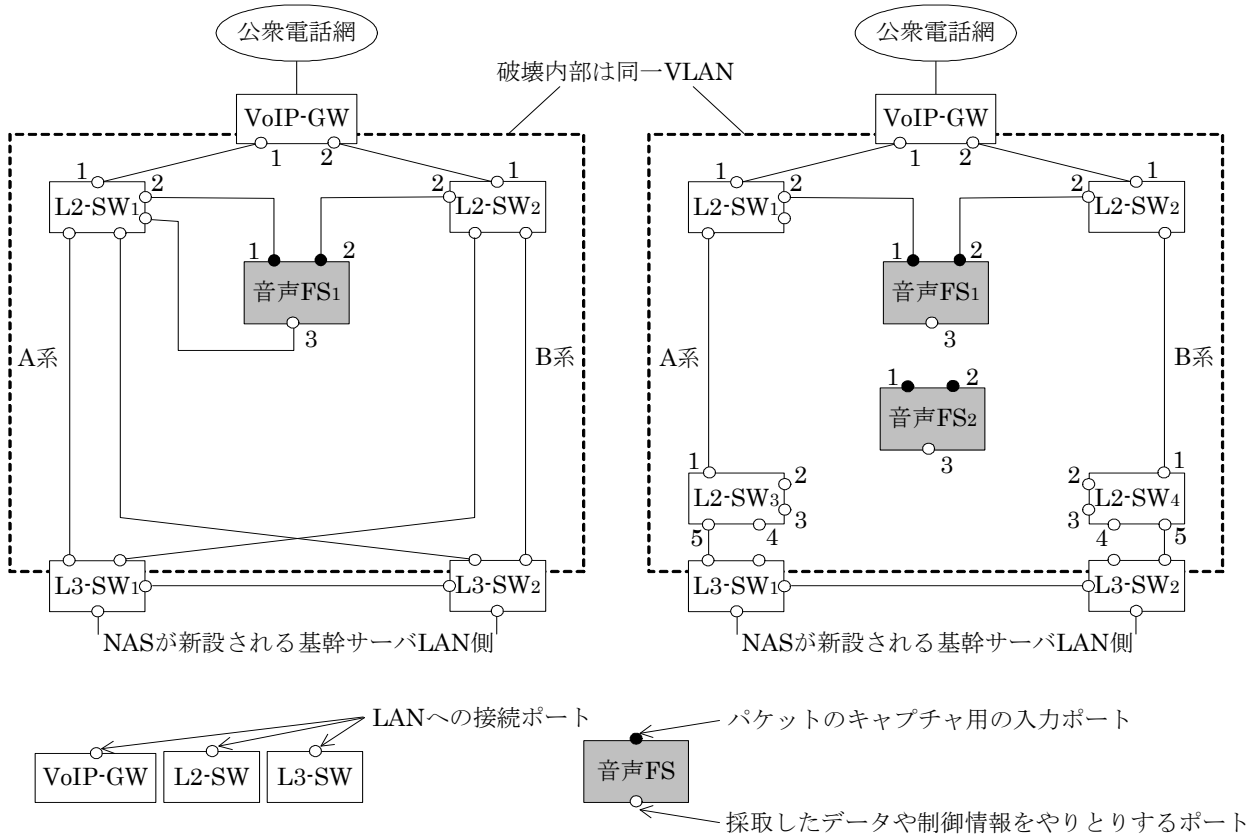 公衆電話網
公衆電話網
破壊内部は同一VLAN
VoIP-GW
VoIP-GW
1
2
1
2
1
1
1
1
2
2
2
2
L2-SW1
L2-SW2
L2-SW1
L2-SW2
1
2
1
2
音声FS1
音声FS1
3
3
A系
B系
A系
B系
1
2
音声FS2
3
1
2
2
1
L2-SW3
L2-SW4
3
3
5
4
4
5
L3-SW1
L3-SW2
L3-SW1
L3-SW2
NASが新設される基幹サーバLAN側
NASが新設される基幹サーバLAN側
LANへの接続ポート
パケットのキャプチャ用の入力ポート
VoIP-GW
L2-SW
L3-SW
音声FS
採取したデータや制御情報をやりとりするポート